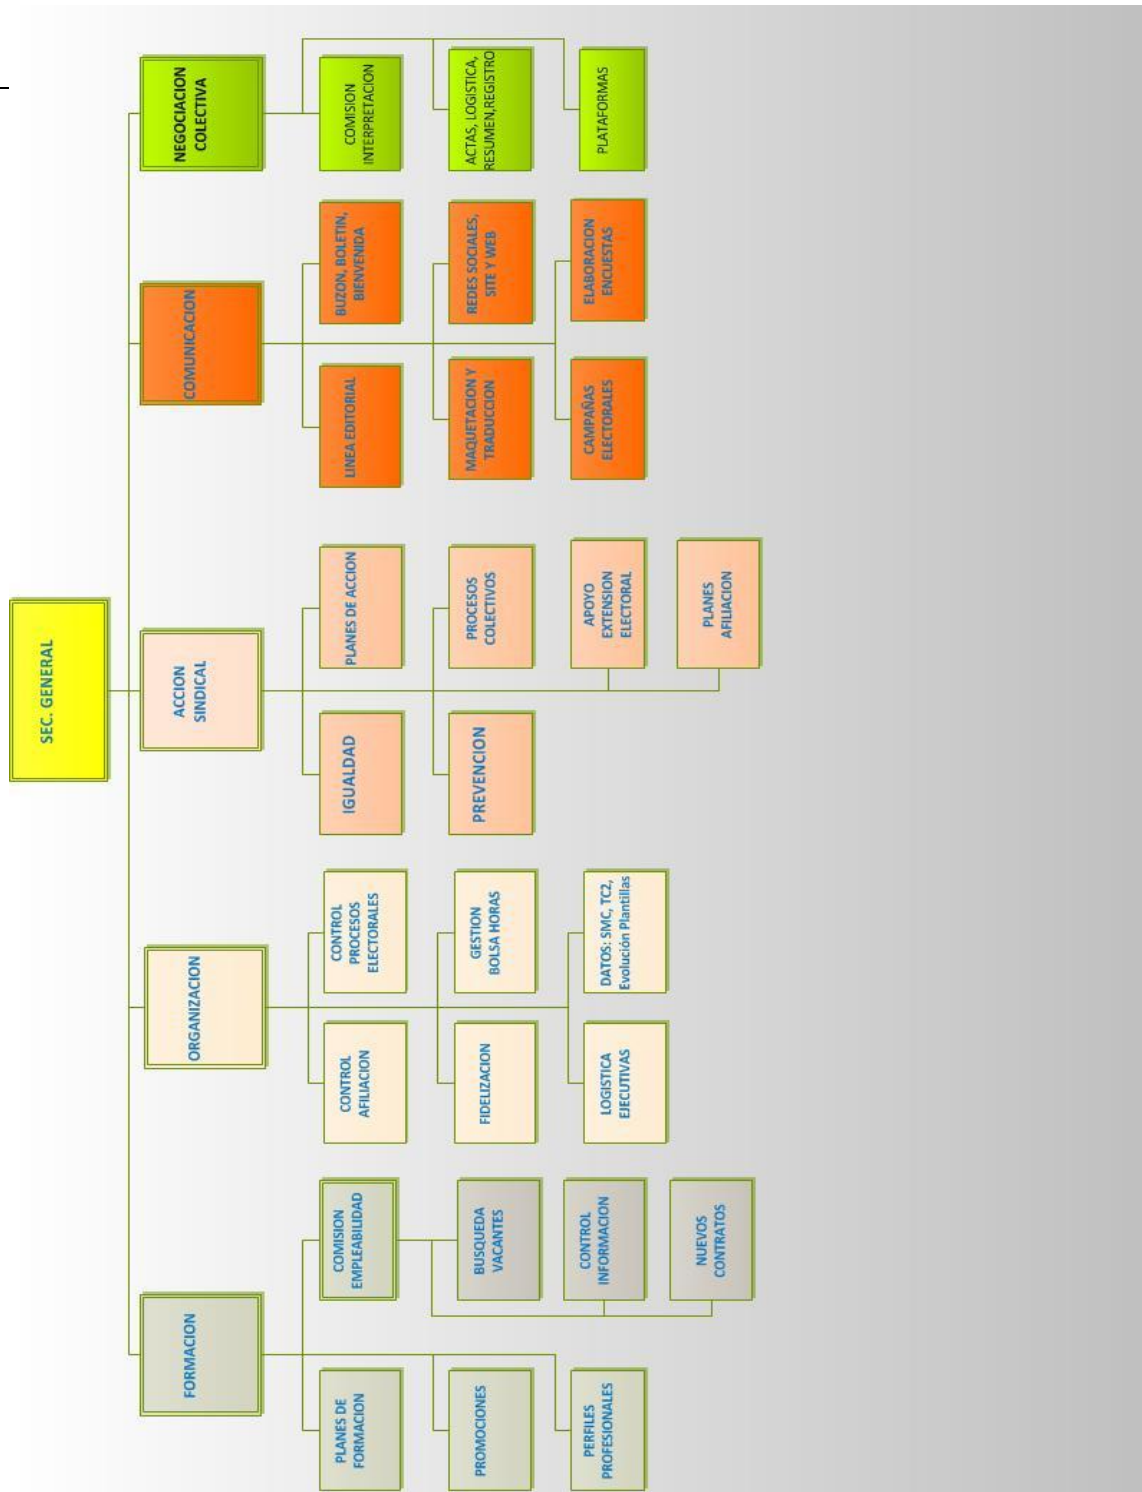 SEC. GENERAL
FORMACION
ORGANIZACION
ACCION
SINDICAL
COMUNICACION
NEGOCIACION
COLECTIVA
PLANES DE
FORMACION
COMISION
EMPLEABILIDAD
CONTROL
AFILIACION
CONTROL
PROCESOS
ELECTORALES
IGUALDAD
PLANES DE ACCION
LINEA EDITORIAL
BUZON, BOLETIN,
BIENVENIDA
COMISION
INTERPRETACION
PROMOCIONES
BUSQUEDA
VACANTES
FIDELIZACION
GESTION
BOLSA HORAS
PREVENCION
PROCESOS
COLECTIVOS
MAQUETACION Y
TRADUCCION
REDES SOCIALES,
SITE Y WEB
ACTAS, LOGISTICA,
RESUMEN,REGISTRO
PERFILES
PROFESIONALES
CONTROL
INFORMACION
LOGISTICA
EJECUTIVAS
DATOS: SMC, TC2,
Evolución Plantillas
APOYO
EXTENSION
ELECTORAL
CAMPAÑAS
ELECTORALES
ELABORACION
ENCUESTAS
PLATAFORMAS
NUEVOS
CONTRATOS
PLANES
AFILIACION